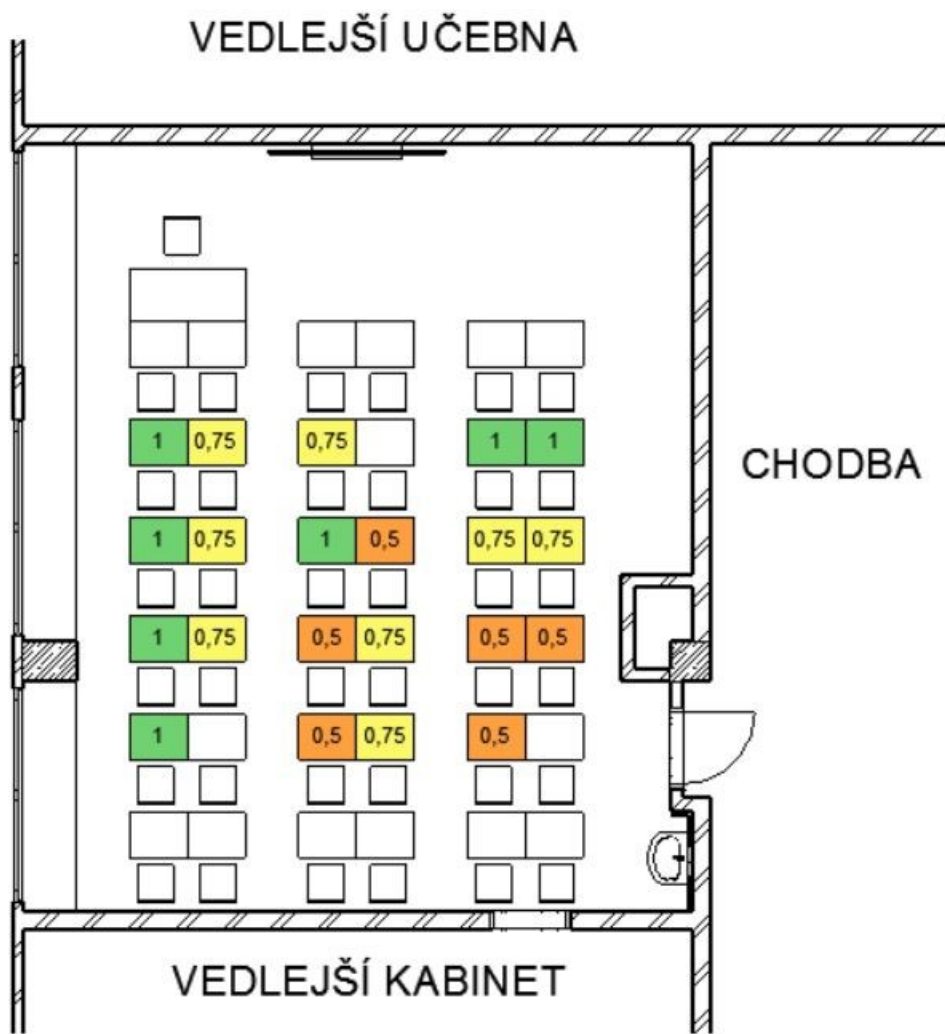 VEDLEJŠÍ UČEBNA
1 0,75 0,75 1 1
CHODBA
1 0,75 1 0,5 0,75 0,75
1 0,75 0,5 0,75 0,5 0,5
1 0,5 0,75 0,5
VEDLEJŠÍ KABINET